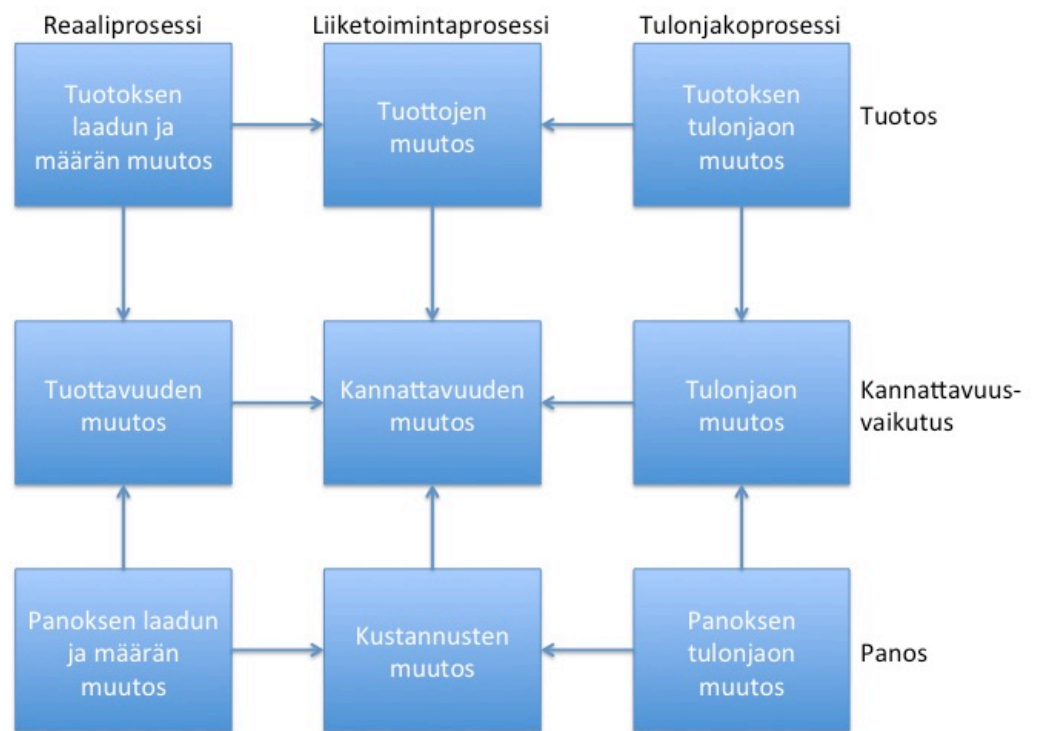 Reaaliprosessi
Liiketoimintaprosessi
Tulonjakoprosessi
Tuotoksen
laadun ja
määrän muutos
Tuottojen
muutos
Tuotoksen
tulonjaon
muutos
Tuotos
Tuottavuuden
muutos
Kannattavuuden
muutos
Tulonjaon
muutos
Kannattavuus-
vaikutus
Panoksen laadun
ja määrän
muutos
Kustannusten
muutos
Panoksen
tulonjaon
muutos
Panos